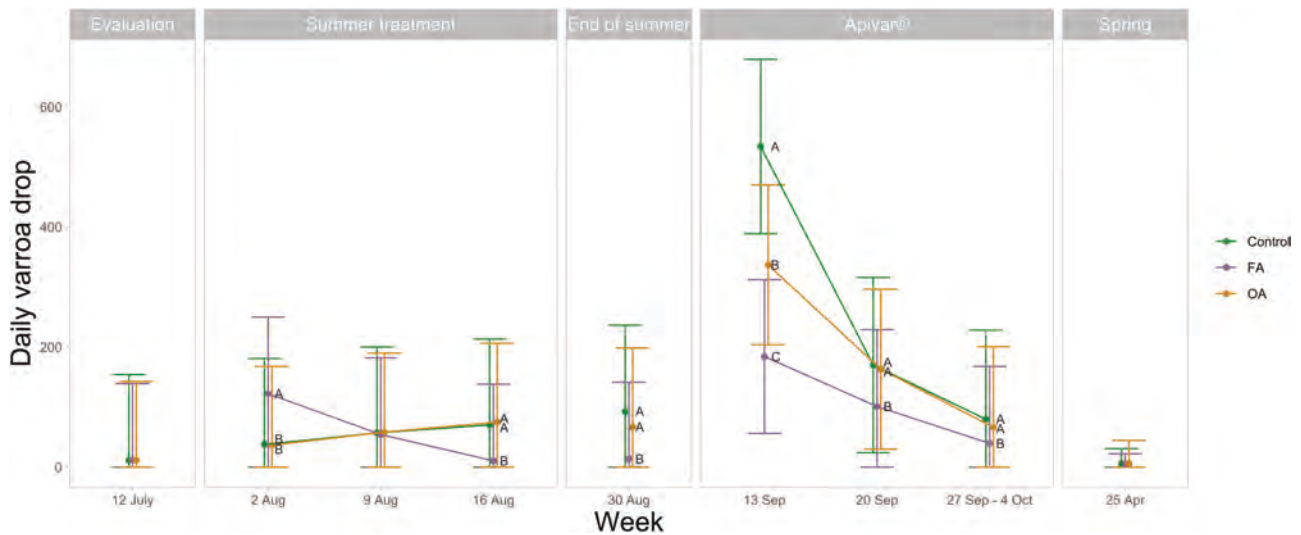 Evaluation
Summer treatment
End of summer
Apivar®
Spring
Daily varroa drop
600
400
200
0
A
B
B
A
A
B
A
A
B
A
B
C
A
A
B
A
A
B
Control
FA
OA
12 July
2 Aug
9 Aug
16 Aug
30 Aug
13 Sep
20 Sep
27 Sep - 4 Oct
25 Apr
Week